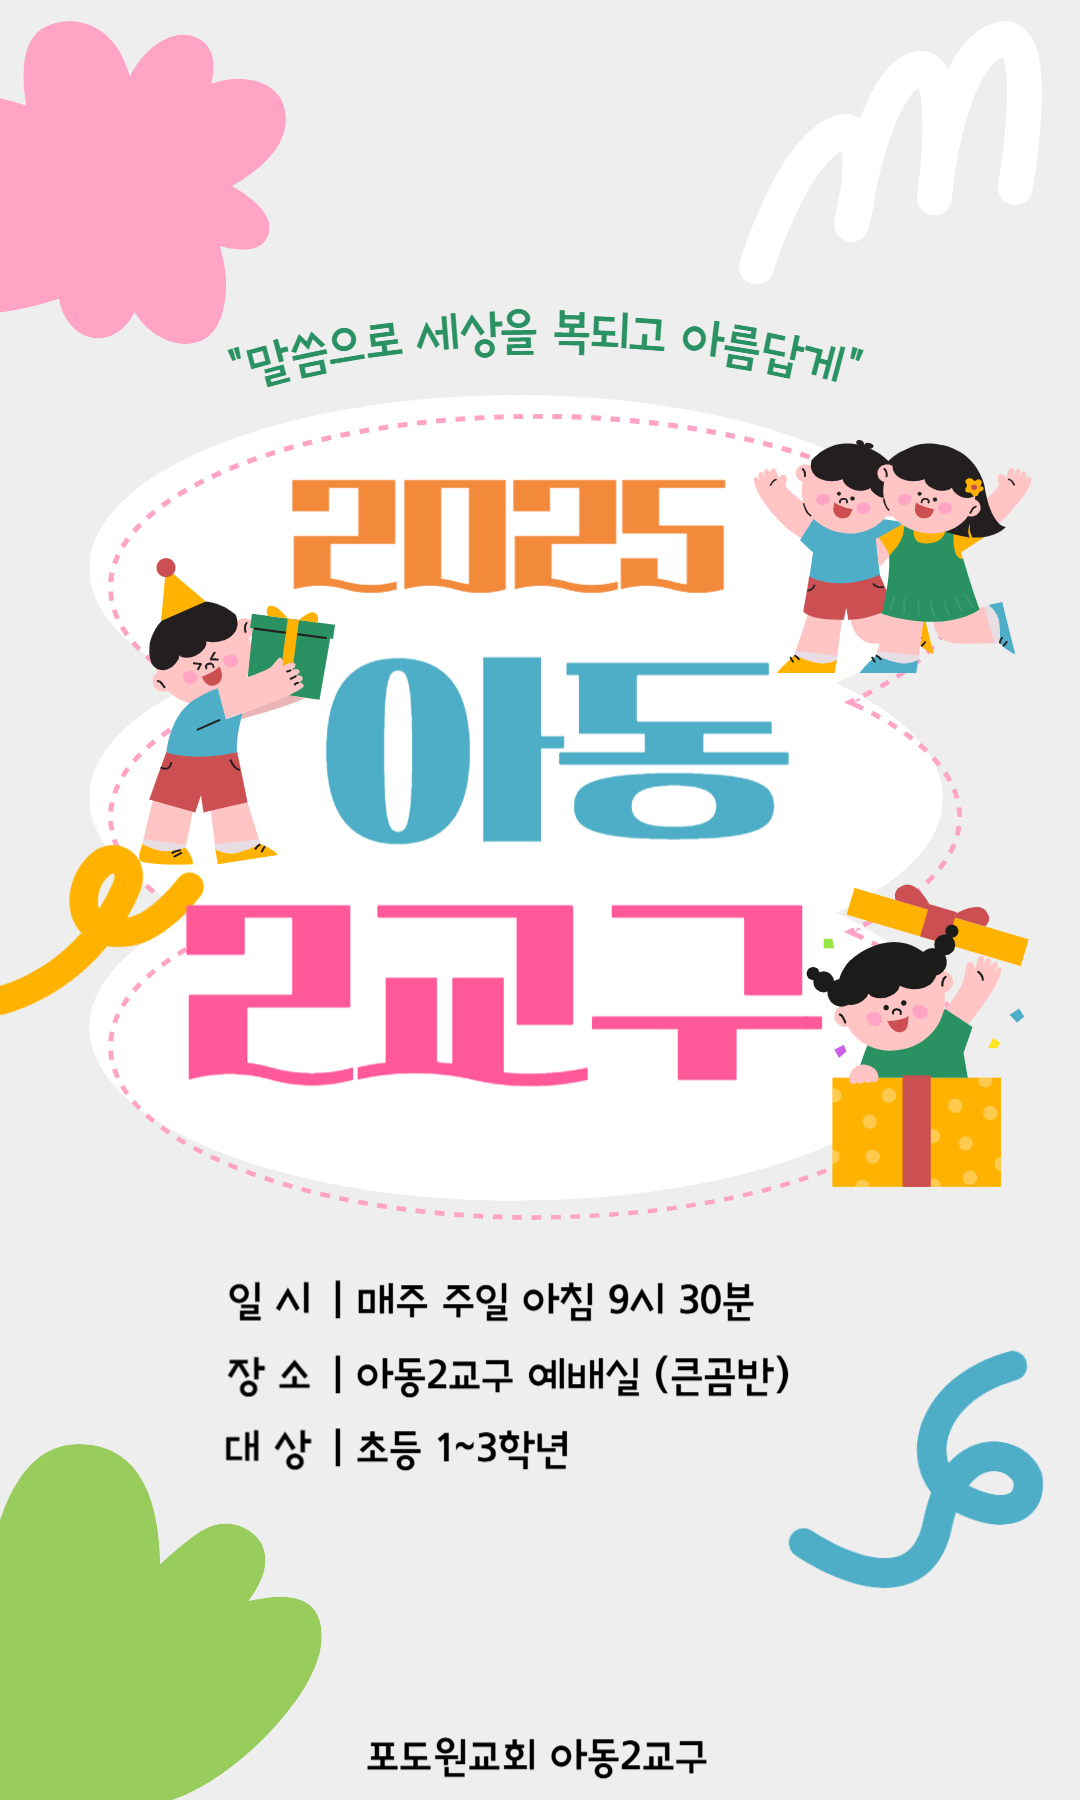 "말씀으로 세상을 복되고 아름답게"
2025
아동
2교구
일 시 | 매주 주일 아침 9시 30분
장 소 | 아동2교구 예배실 (큰곰반)
대 상 | 초등 1~3학년
포도원교회 아동2교구